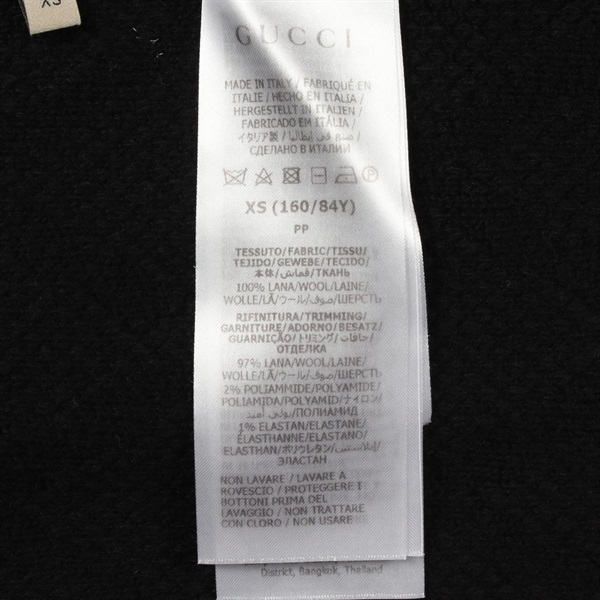 XS
GUCCI
MADE IN ITALY / FABRIQUÉ EN
ITALIE / HECHO EN ITALIA /
HERGESTELLT IN ITALIEN /
FABRICADO EM ITÁLIA /
イタリア製 / صنع في إيطاليا /
СДЕЛАНО В ИТАЛИИ
XS (160/84Y)
PP
TESSUTO/FABRIC/TISSU/
TEJIDO/GEWEBE/TECIDO/
本体/قماش/ТКАНЬ
100% LANA/WOOL/LAINE/
WOLLE/LÃ/ウール/صوف/ШЕРСТЬ
RIFINITURA/TRIMMING/
GARNITURE/ADORNO/BESATZ/
GUARNIÇÃO/トリミング/حافات/
ОТДЕЛКА
97% LANA/WOOL/LAINE/
WOLLE/LÃ/ウール/صوف/ШЕРСТЬ
2% POLIAMMIDE/POLYAMIDE/
POLIAMIDA/POLYAMID/ナイロン/
بولي أميد/ПОЛИАМИД
1% ELASTAN/ELASTANE/
ÉLASTHANNE/ELASTANO/
ELASTHAN/ポリウレタン/إيلاستين/
ЭЛАСТАН
NON LAVARE / LAVARE A
ROVESCIO / PROTEGGERE I
BOTTONI PRIMA DEL
LAVAGGIO / NON TRATTARE
CON CLORO / NON USARE
District, Bangkok, Thailand